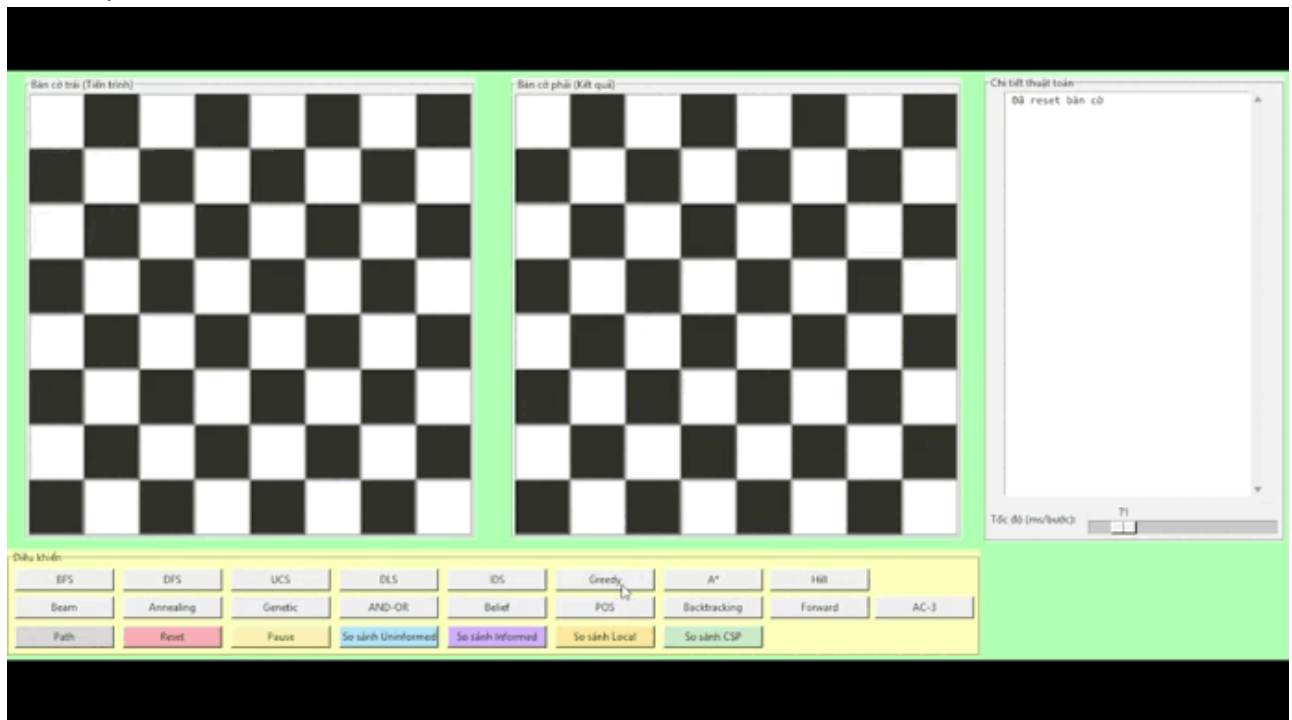 Bàn cờ trái (Tiến trình)
Bàn cờ phải (Kết quả)
Chi tiết thuật toán
Đã reset bàn cờ
Tốc độ (ms/bước):
71
Điều khiển
BFS DFS UCS DLS IDS Greedy A* Hill
Beam Annealing Genetic AND-OR Belief POS Backtracking Forward AC-3
Path Reset Pause So sánh Uninformed So sánh Informed So sánh Local So sánh CSP